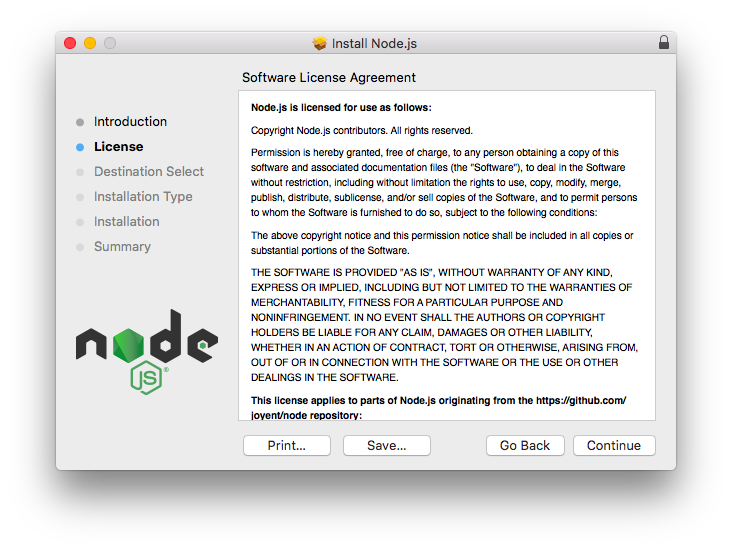 Install Node.js
Software License Agreement
Introduction
License
Destination Select
Installation Type
Installation
Summary
node
JS®
Node.js is licensed for use as follows:
Copyright Node.js contributors. All rights reserved.
Permission is hereby granted, free of charge, to any person obtaining a copy of this
software and associated documentation files (the "Software"), to deal in the Software
without restriction, including without limitation the rights to use, copy, modify, merge,
publish, distribute, sublicense, and/or sell copies of the Software, and to permit persons
to whom the Software is furnished to do so, subject to the following conditions:
The above copyright notice and this permission notice shall be included in all copies or
substantial portions of the Software.
THE SOFTWARE IS PROVIDED "AS IS", WITHOUT WARRANTY OF ANY KIND,
EXPRESS OR IMPLIED, INCLUDING BUT NOT LIMITED TO THE WARRANTIES OF
MERCHANTABILITY, FITNESS FOR A PARTICULAR PURPOSE AND
NONINFRINGEMENT. IN NO EVENT SHALL THE AUTHORS OR COPYRIGHT
HOLDERS BE LIABLE FOR ANY CLAIM, DAMAGES OR OTHER LIABILITY,
WHETHER IN AN ACTION OF CONTRACT, TORT OR OTHERWISE, ARISING FROM,
OUT OF OR IN CONNECTION WITH THE SOFTWARE OR THE USE OR OTHER
DEALINGS IN THE SOFTWARE.
This license applies to parts of Node.js originating from the https://github.com/
joyent/node repository:
Print...
Save...
Go Back
Continue